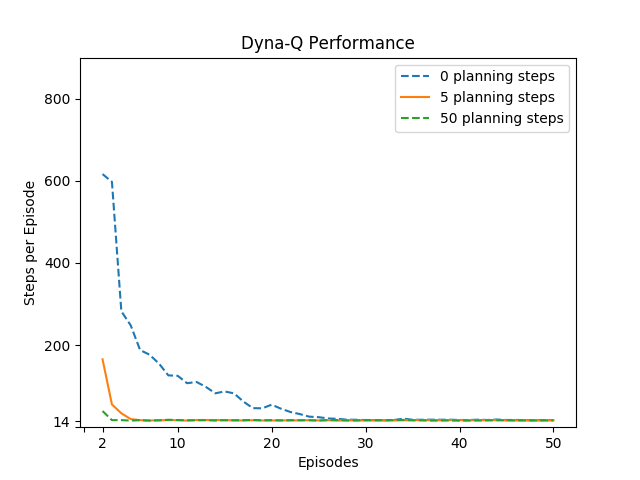 Dyna-Q Performance
0 planning steps
5 planning steps
50 planning steps
Steps per Episode
800
600
400
200
14
2 10 20 30 40 50
Episodes